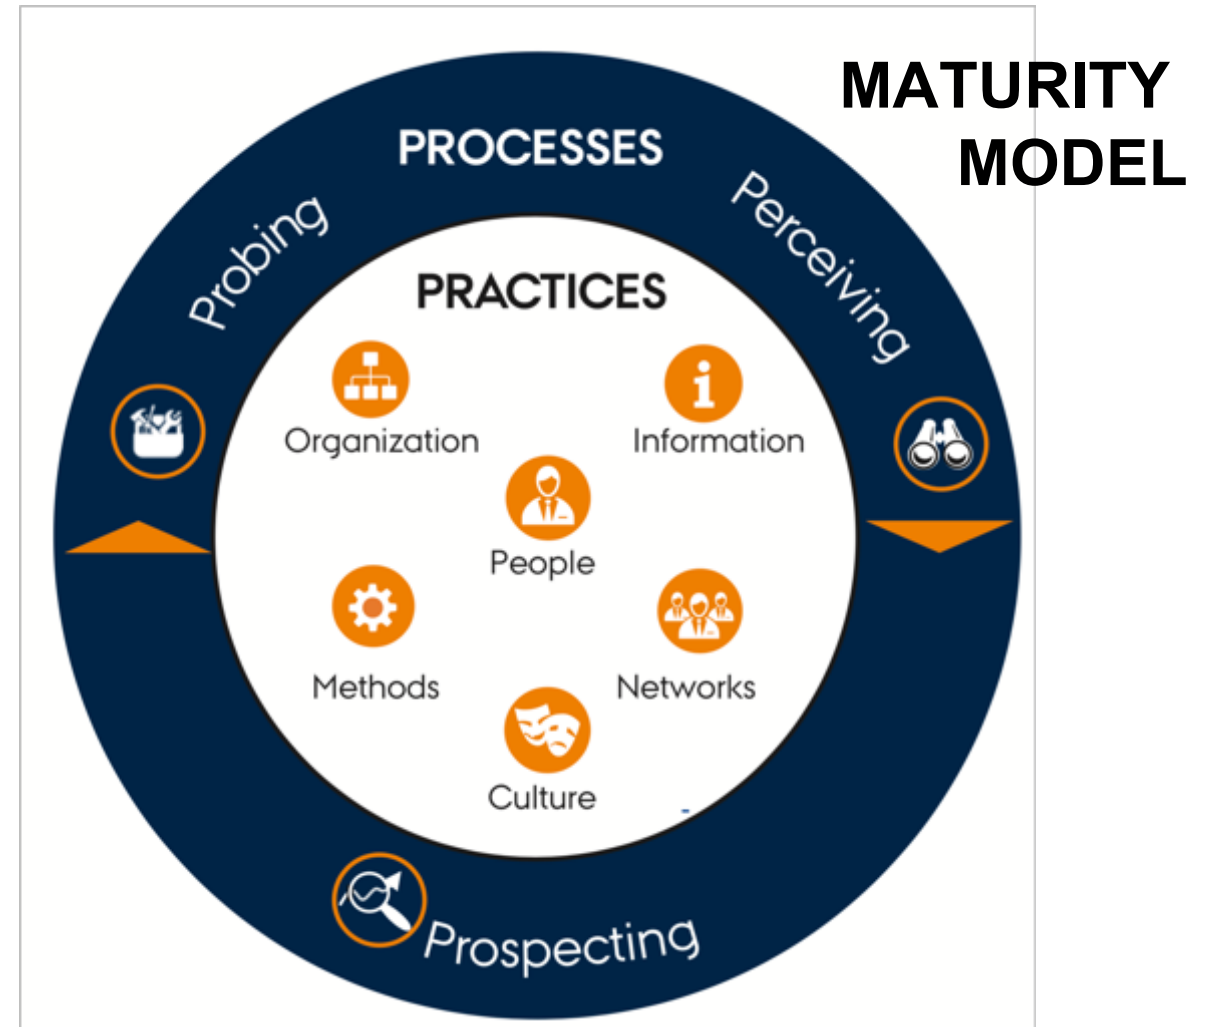 MATURITY
MODEL
PROCESSES
Probing
Perceiving
PRACTICES
Organization
Information
People
Methods
Networks
Culture
Prospecting